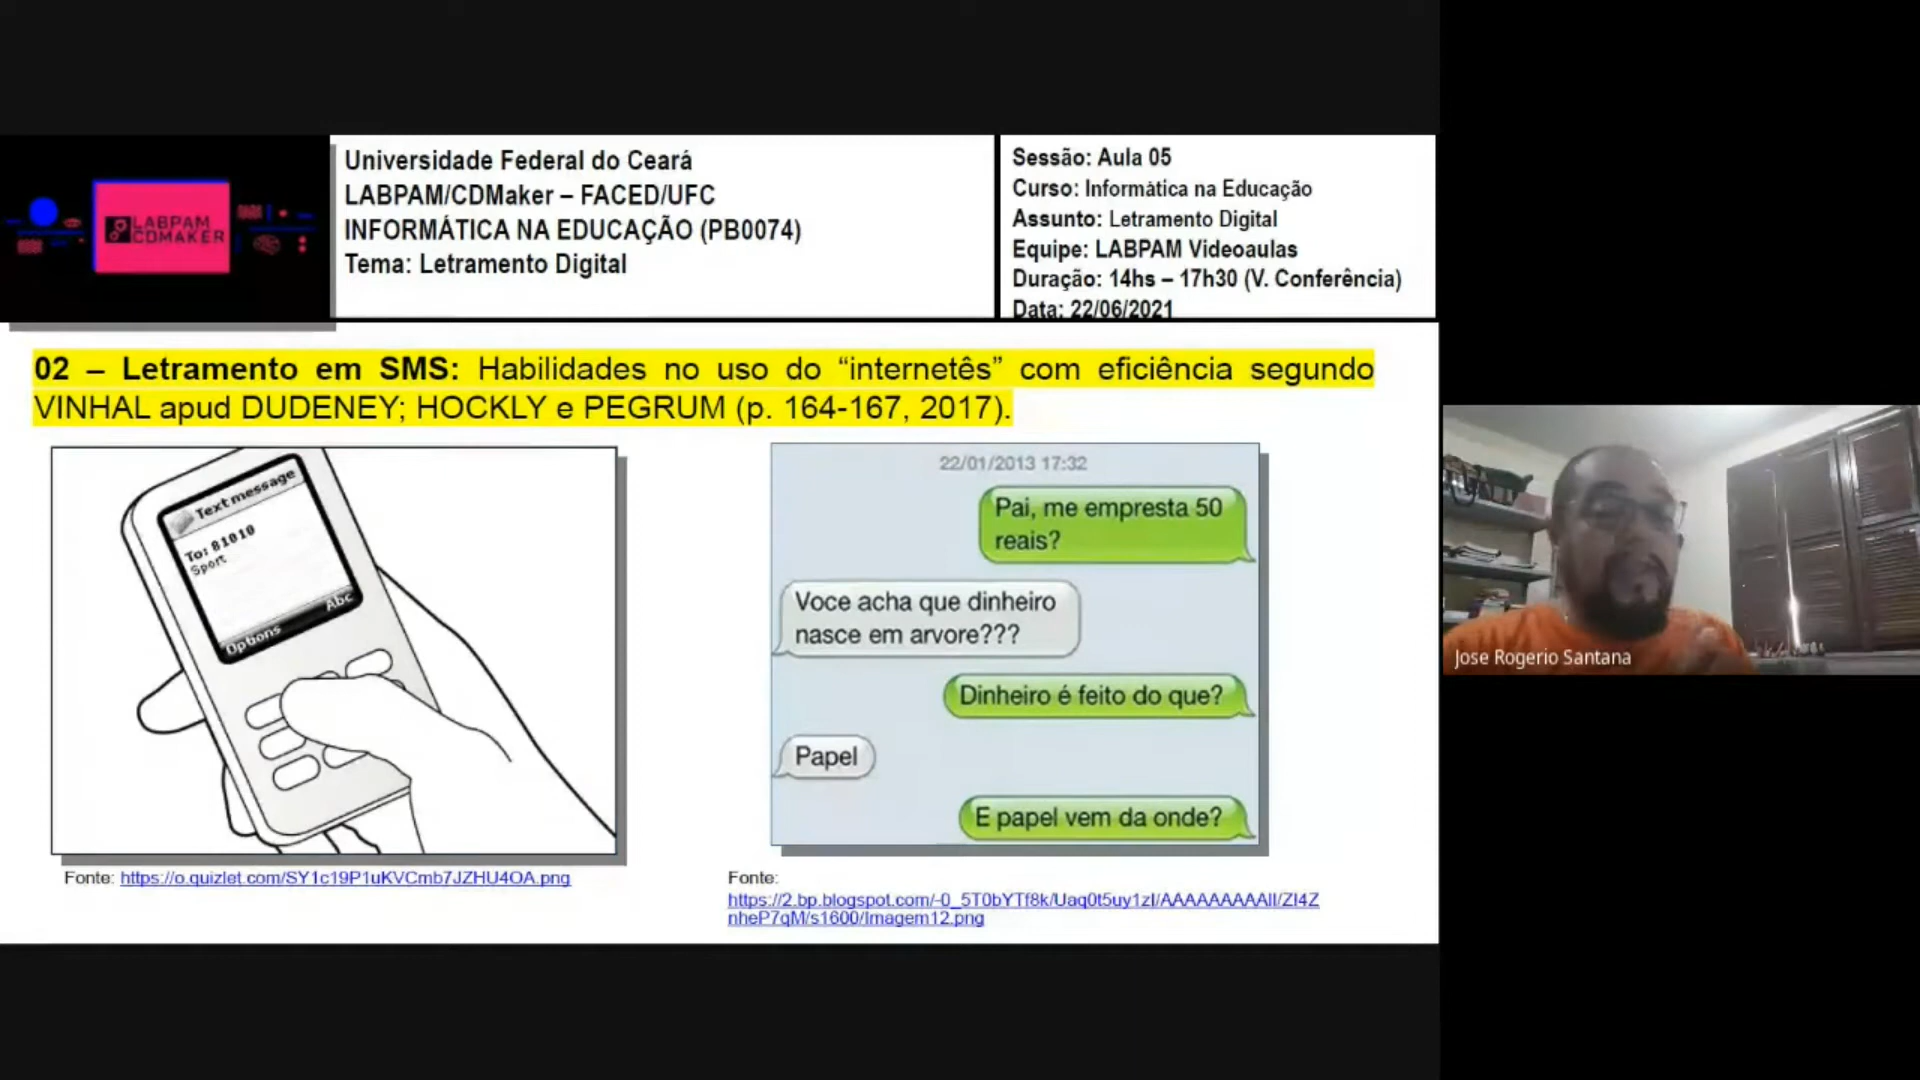 LABPAM
CDMAKER
Universidade Federal do Ceará
LABPAM/CDMaker – FACED/UFC
INFORMÁTICA NA EDUCAÇÃO (PB0074)
Tema: Letramento Digital
Sessão: Aula 05
Curso: Informática na Educação
Assunto: Letramento Digital
Equipe: LABPAM Videoaulas
Duração: 14hs – 17h30 (V. Conferência)
Data: 22/06/2021
02 – Letramento em SMS: Habilidades no uso do “internetês” com eficiência segundo
VINHAL apud DUDENEY; HOCKLY e PEGRUM (p. 164-167, 2017).
Text message
To: 81010
Sport
Abc
Options
22/01/2013 17:32
Pai, me empresta 50
reais?
Voce acha que dinheiro
nasce em arvore???
Dinheiro é feito do que?
Papel
E papel vem da onde?
Fonte: https://o.quizlet.com/SY1c19P1uKVCmb7JZHU4OA.png
Fonte:
https://2.bp.blogspot.com/-0_5T0bYTf8k/Uaq0t5uy1zI/AAAAAAAAAII/ZI4Z
nheP7qM/s1600/Imagem12.png
Jose Rogerio Santana